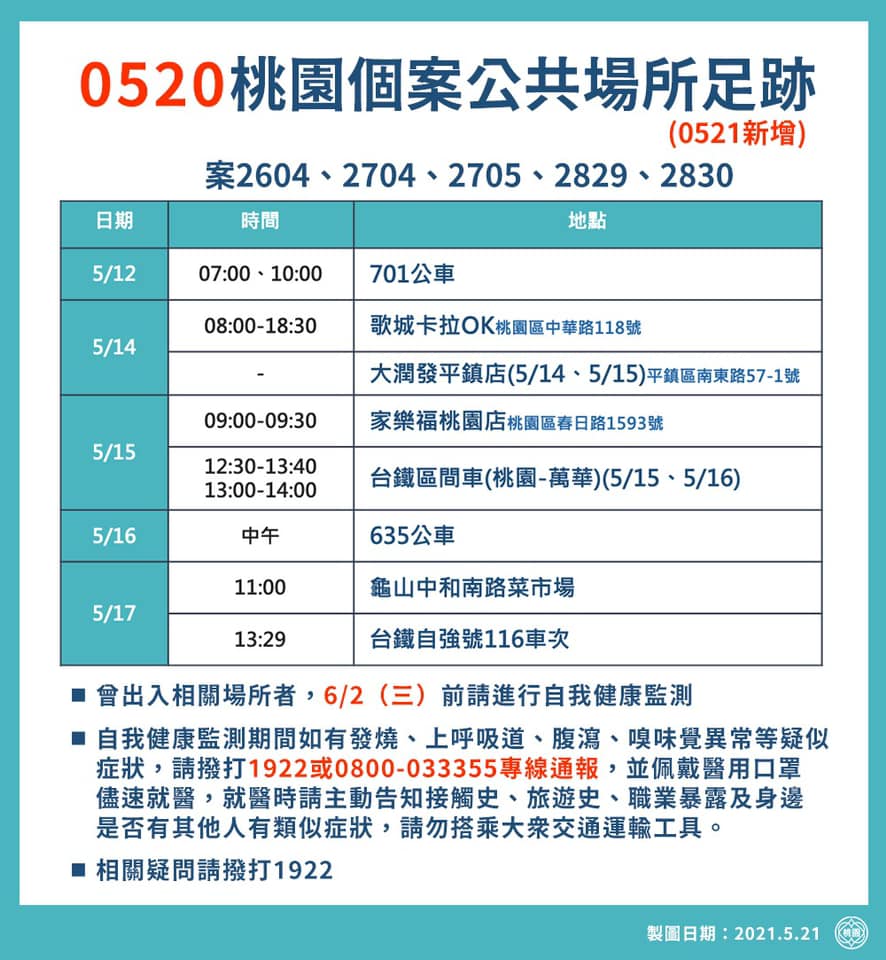 0520桃園個案公共場所足跡
(0521新增)
案2604、2704、2705、2829、2830
日期 時間 地點
5/12 07:00、10:00 701公車
5/14 08:00-18:30 歌城卡拉OK桃園區中華路118號
- 大潤發平鎮店(5/14、5/15)平鎮區南東路57-1號
5/15 09:00-09:30 家樂福桃園店桃園區春日路1593號
12:30-13:40
13:00-14:00 台鐵區間車(桃園-萬華)(5/15、5/16)
5/16 中午 635公車
5/17 11:00 龜山中和南路菜市場
13:29 台鐵自強號116車次
■ 曾出入相關場所者，6/2（三）前請進行自我健康監測
■ 自我健康監測期間如有發燒、上呼吸道、腹瀉、嗅味覺異常等疑似
症狀，請撥打1922或0800-033355專線通報，並佩戴醫用口罩
儘速就醫，就醫時請主動告知接觸史、旅遊史、職業暴露及身邊
是否有其他人有類似症狀，請勿搭乘大眾交通運輸工具。
■ 相關疑問請撥打1922
製圖日期：2021.5.21
桃園